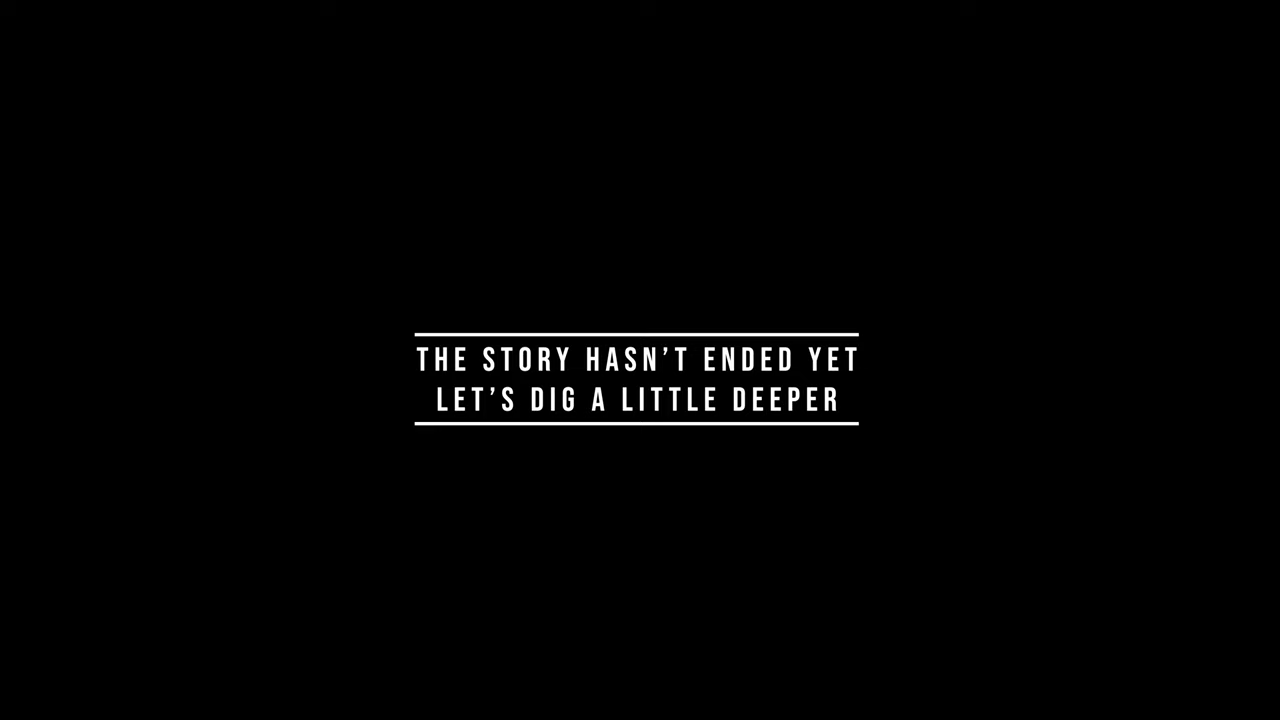 THE STORY HASN’T ENDED YET
LET’S DIG A LITTLE DEEPER